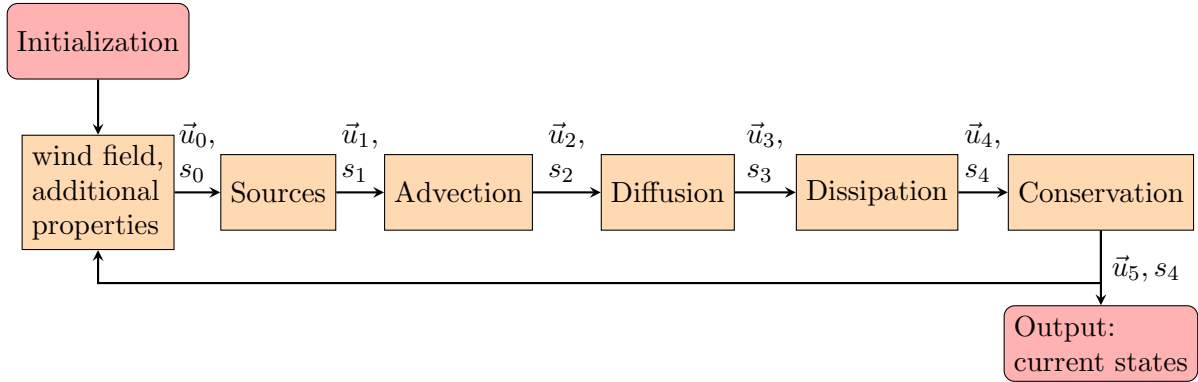 Initialization
wind field,
additional
properties
u⃗₀,
s₀
Sources
u⃗₁,
s₁
Advection
u⃗₂,
s₂
Diffusion
u⃗₃,
s₃
Dissipation
u⃗₄,
s₄
Conservation
u⃗₅, s₄
Output:
current states